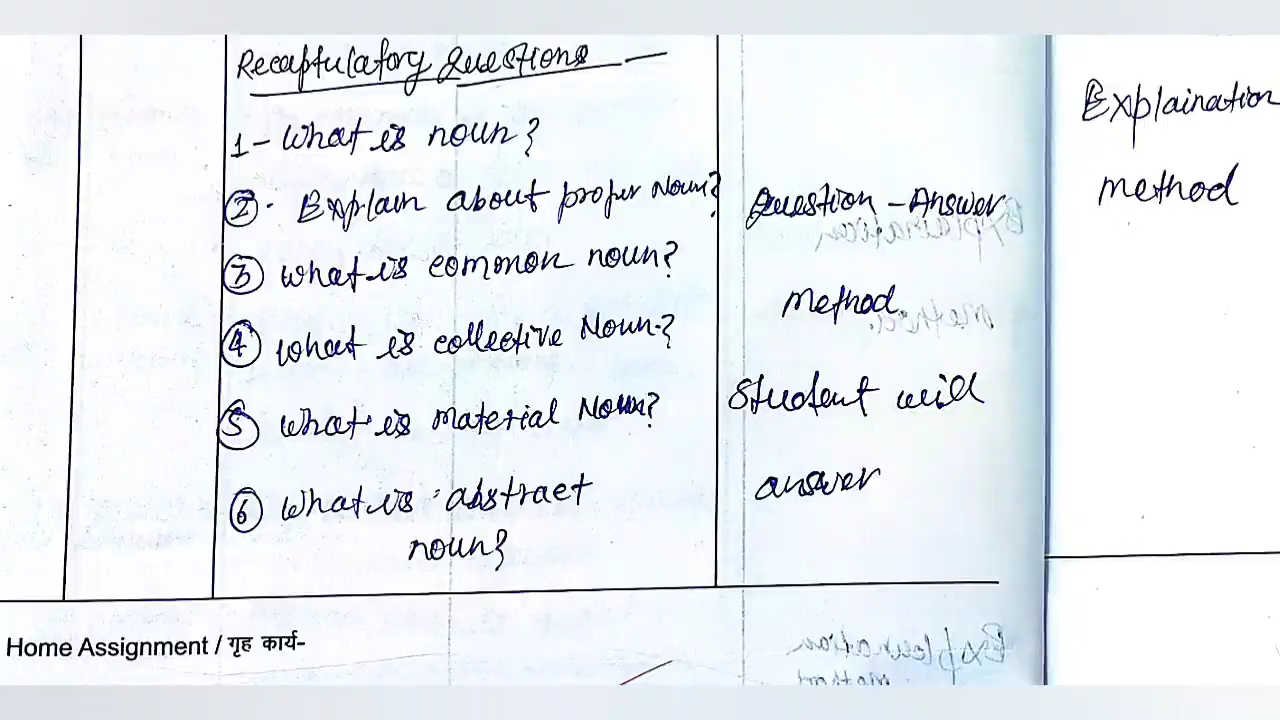 Recaptulatory Questions —
1- What is noun?
② · Explain about proper Noun?
③ What is common noun?
④ What is collective Noun.?
⑤ What is material Noun?
⑥ What is abstract
noun?
Question - Answer
Method.
Student will
answer
Explaination
method
Home Assignment / गृह कार्य-